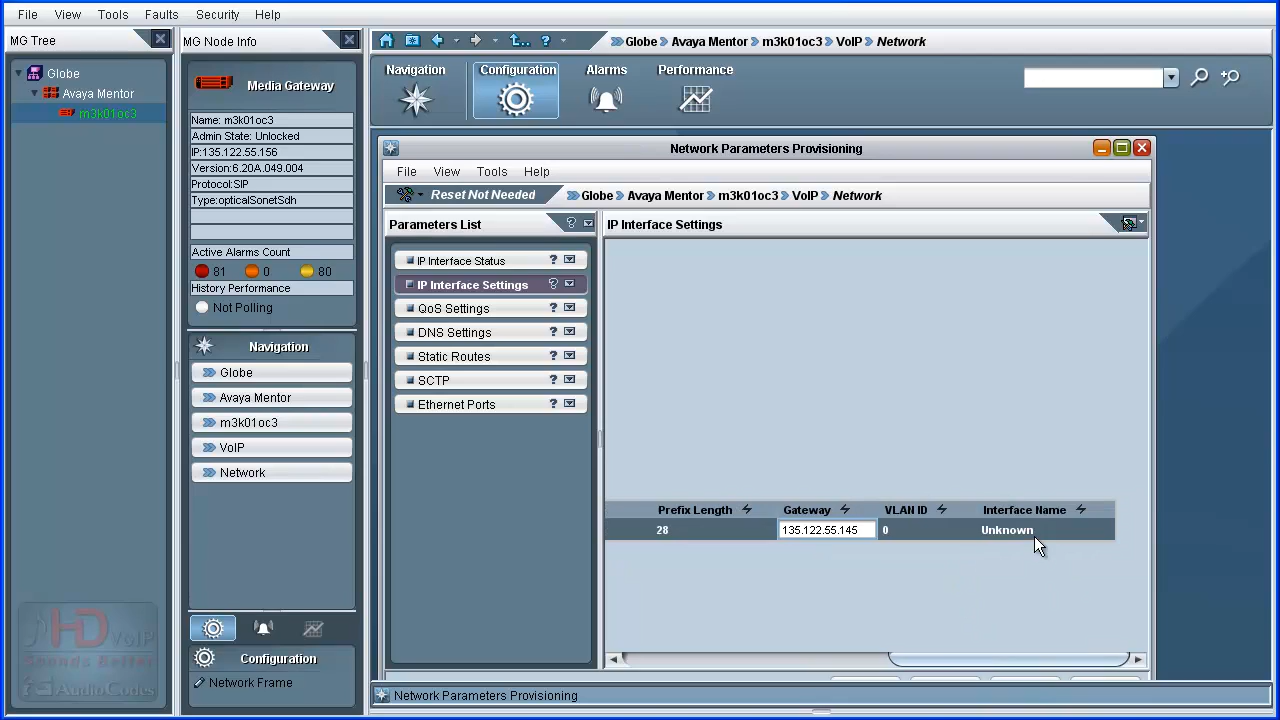 File View Tools Faults Security Help
MG Tree
Globe
Avaya Mentor
m3k01oc3
MG Node Info
Media Gateway
Name: m3k01oc3
Admin State: Unlocked
IP:135.122.55.156
Version:6.20A.049.004
Protocol:SIP
Type:opticalSonetSdh
Active Alarms Count
81 0 80
History Performance
Not Polling
Navigation
Globe
Avaya Mentor
m3k01oc3
VoIP
Network
Configuration
Network Frame
Globe Avaya Mentor m3k01oc3 VoIP Network
Navigation Configuration Alarms Performance
Network Parameters Provisioning
File View Tools Help
Reset Not Needed Globe Avaya Mentor m3k01oc3 VoIP Network
Parameters List ?
IP Interface Status ?
IP Interface Settings ?
QoS Settings ?
DNS Settings ?
Static Routes ?
SCTP ?
Ethernet Ports ?
IP Interface Settings
Prefix Length Gateway VLAN ID Interface Name
28 135.122.55.145 0 Unknown
Network Parameters Provisioning
HD VoIP
Sounds Better
AudioCodes